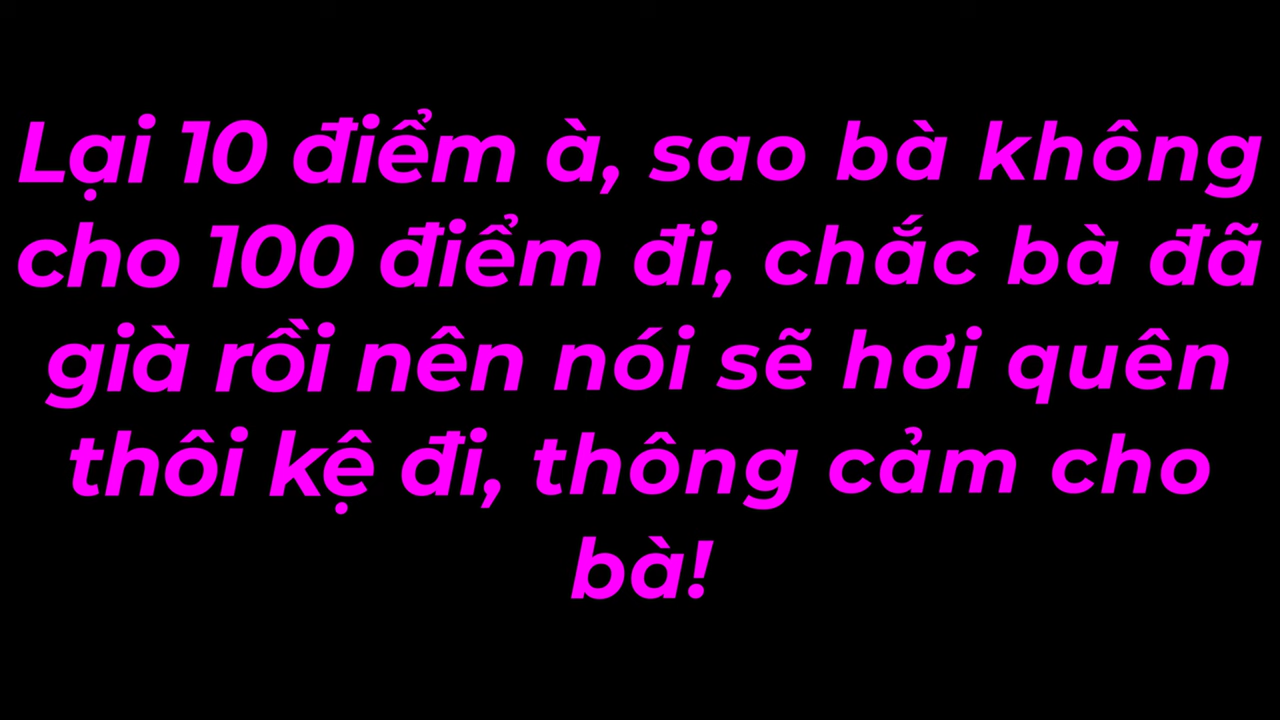 Lại 10 điểm à, sao bà không
cho 100 điểm đi, chắc bà đã
già rồi nên nói sẽ hơi quên
thôi kệ đi, thông cảm cho
bà!